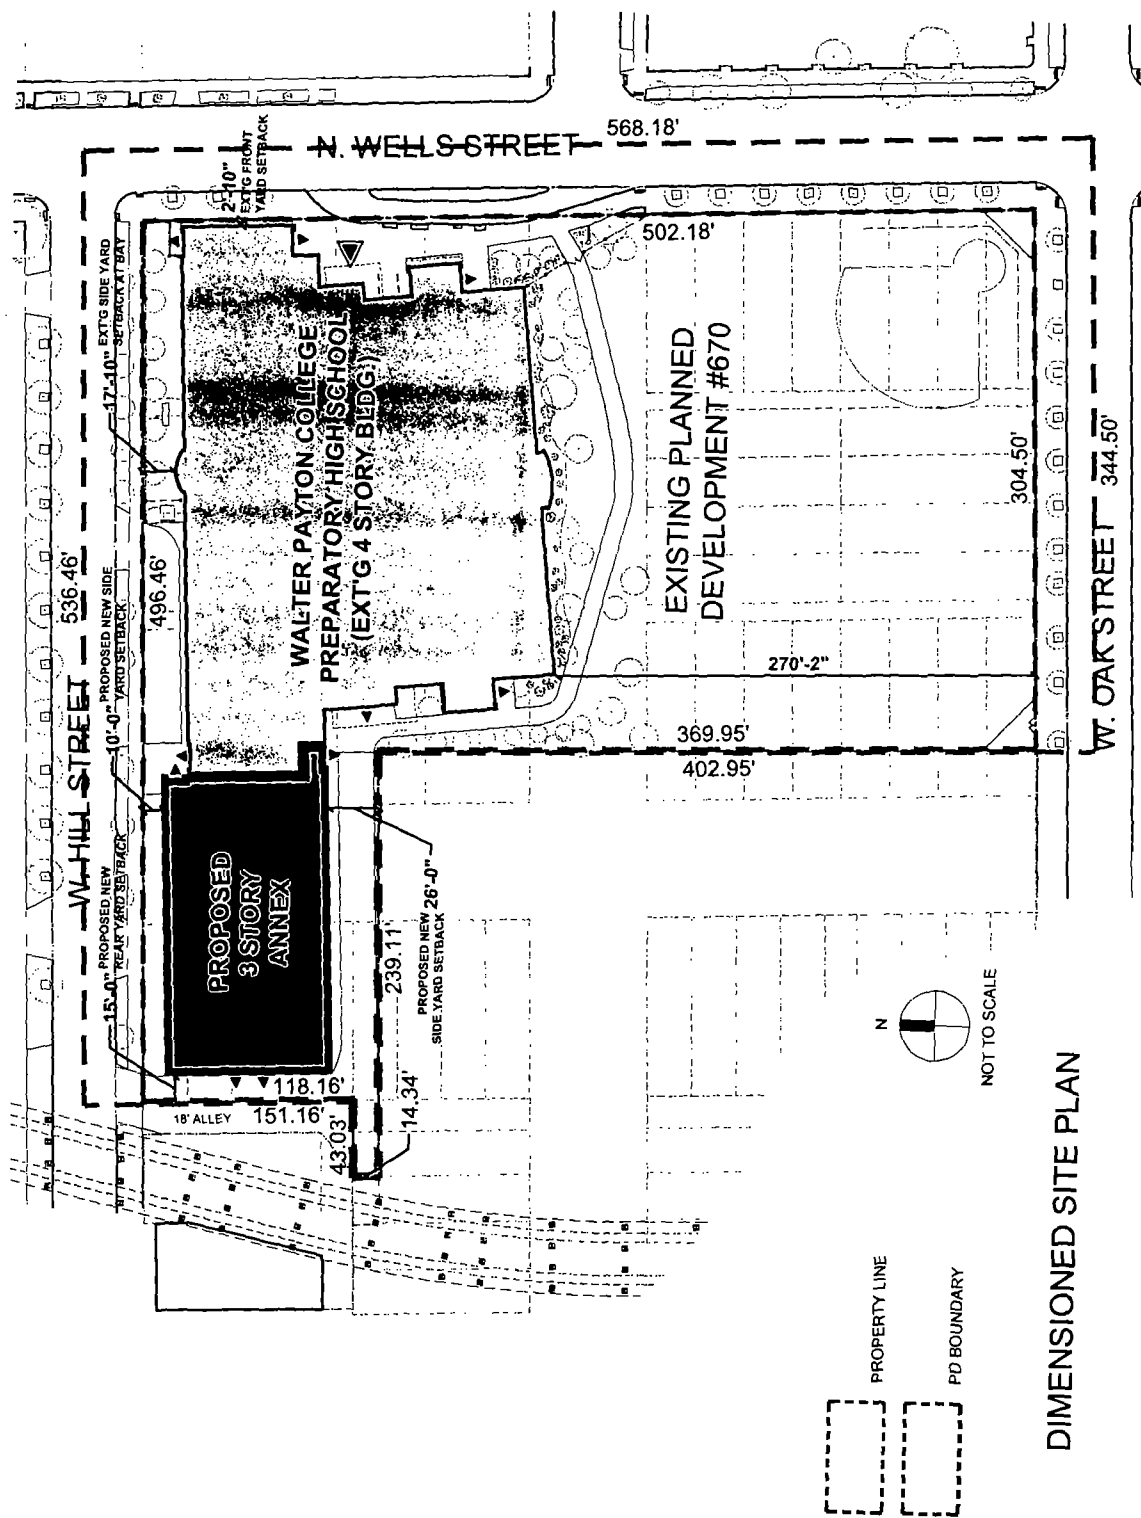 N. WELLS STREET
568.18'
2'-10"
EXT'G FRONT
YARD SETBACK
502.18'
17'-10" EXT'G SIDE YARD
SETBACK AT BAY
WALTER PAYTON COLLEGE
PREPARATORY HIGH SCHOOL
(EXT'G 4 STORY BLDG.)
EXISTING PLANNED
DEVELOPMENT #670
304.50'
344.50'
W. OAK STREET
536.46'
496.46'
W. HILL STREET
10'-0" PROPOSED NEW SIDE
YARD SETBACK
270'-2"
369.95'
402.95'
15'-0" PROPOSED NEW
REAR YARD SETBACK
PROPOSED
3 STORY
ANNEX
239.11'
PROPOSED NEW 26'-0"
SIDE YARD SETBACK
118.16'
18' ALLEY
151.16'
43.03'
14.34'
N
NOT TO SCALE
PROPERTY LINE
PD BOUNDARY
DIMENSIONED SITE PLAN